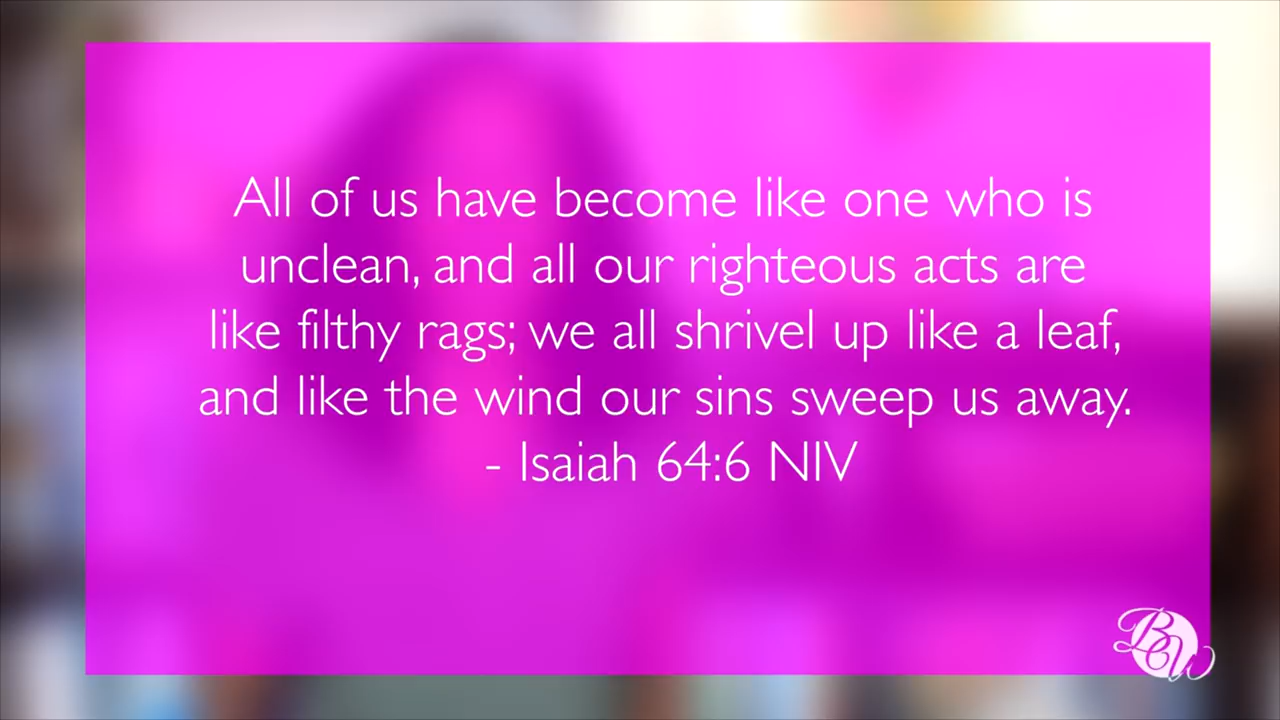 All of us have become like one who is
unclean, and all our righteous acts are
like filthy rags; we all shrivel up like a leaf,
and like the wind our sins sweep us away.
- Isaiah 64:6 NIV
BOW